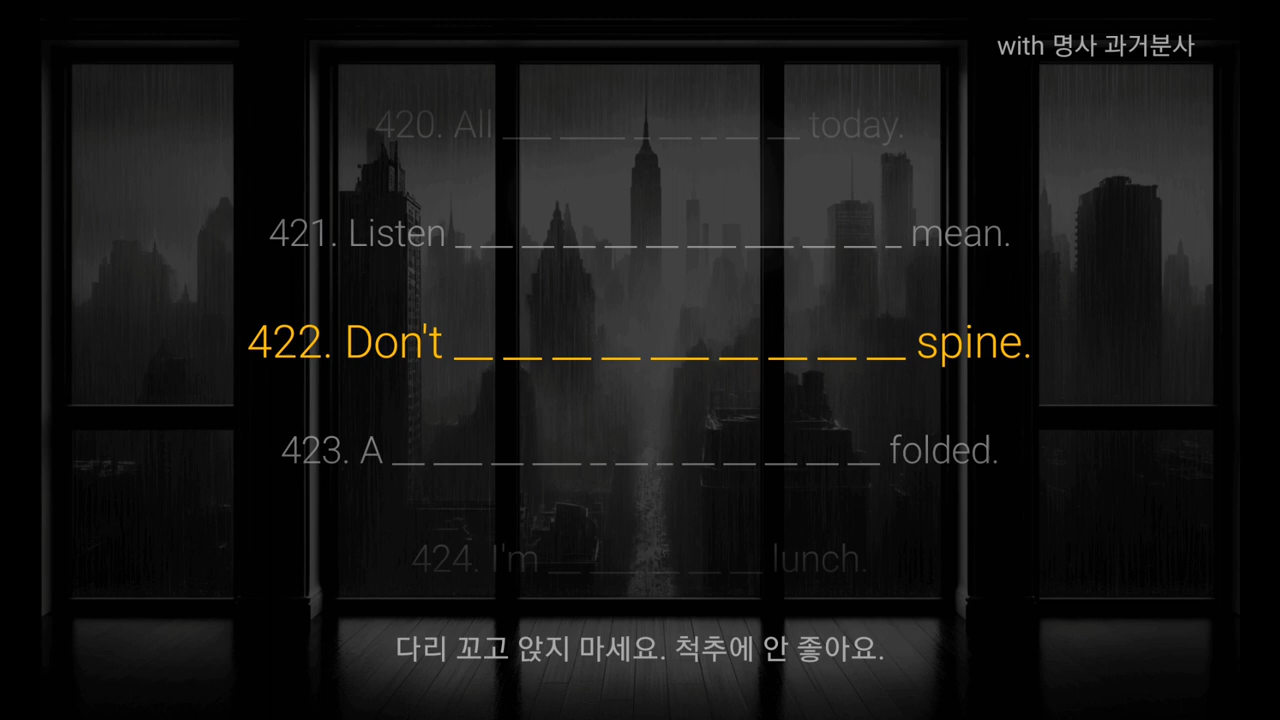 with 명사 과거분사
420. All __ ___ _ __ _ __ __ today.
421. Listen _ __ ___ __ __ ___ ___ __ __ _ mean.
422. Don't __ __ __ __ ___ __ __ __ __ spine.
423. A __ __ __ ___ _ __ _ __ __ __ __ __ folded.
424. I'm ___ __ _ __ __ __ lunch.
다리 꼬고 앉지 마세요. 척추에 안 좋아요.